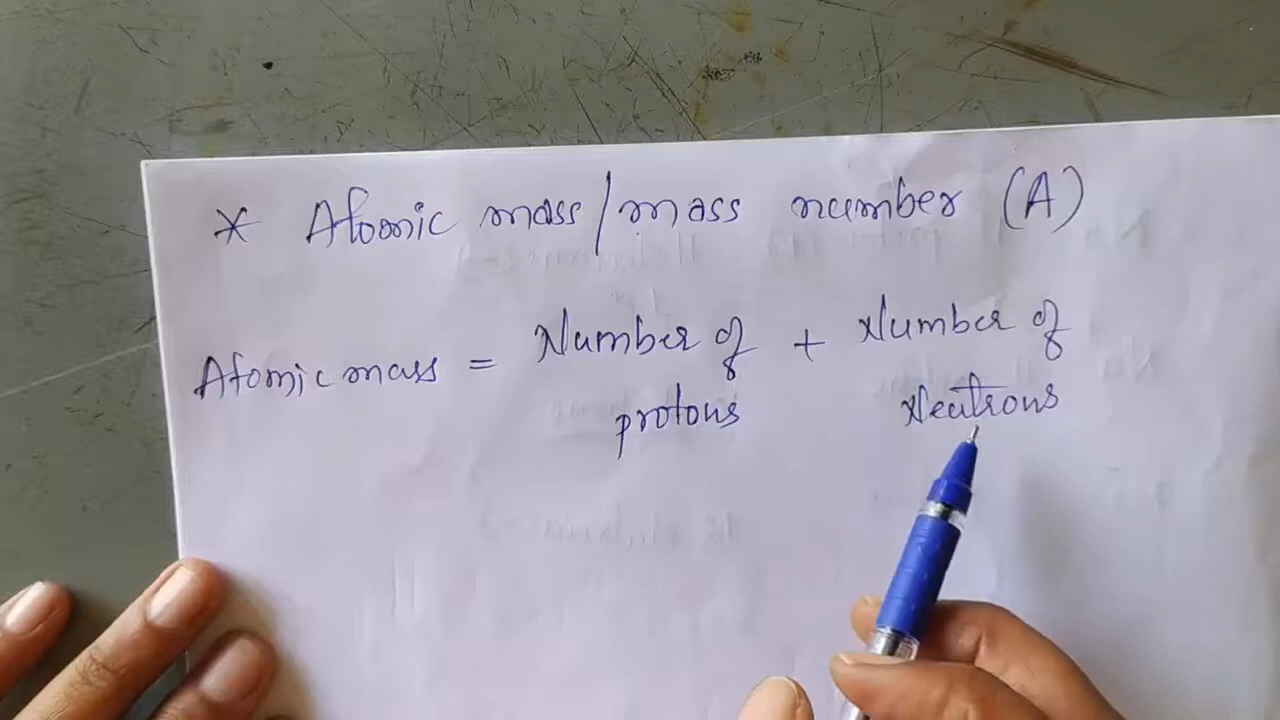 * Atomic mass/mass number (A)
Atomic mass = Number of protons + Number of Neutrons